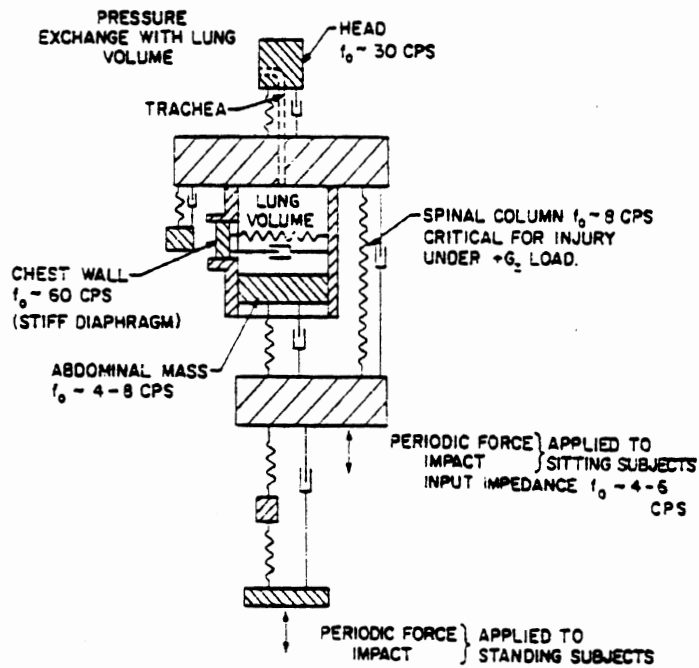 PRESSURE
EXCHANGE WITH LUNG
VOLUME
HEAD
f₀ ~ 30 CPS
TRACHEA
LUNG
VOLUME
SPINAL COLUMN f₀ ~ 8 CPS
CRITICAL FOR INJURY
UNDER +G_z LOAD.
CHEST WALL
f₀ ~ 60 CPS
(STIFF DIAPHRAGM)
ABDOMINAL MASS
f₀ ~ 4-8 CPS
PERIODIC FORCE } APPLIED TO
IMPACT } SITTING SUBJECTS
INPUT IMPEDANCE f₀ ~ 4-6
CPS
PERIODIC FORCE } APPLIED TO
IMPACT } STANDING SUBJECTS